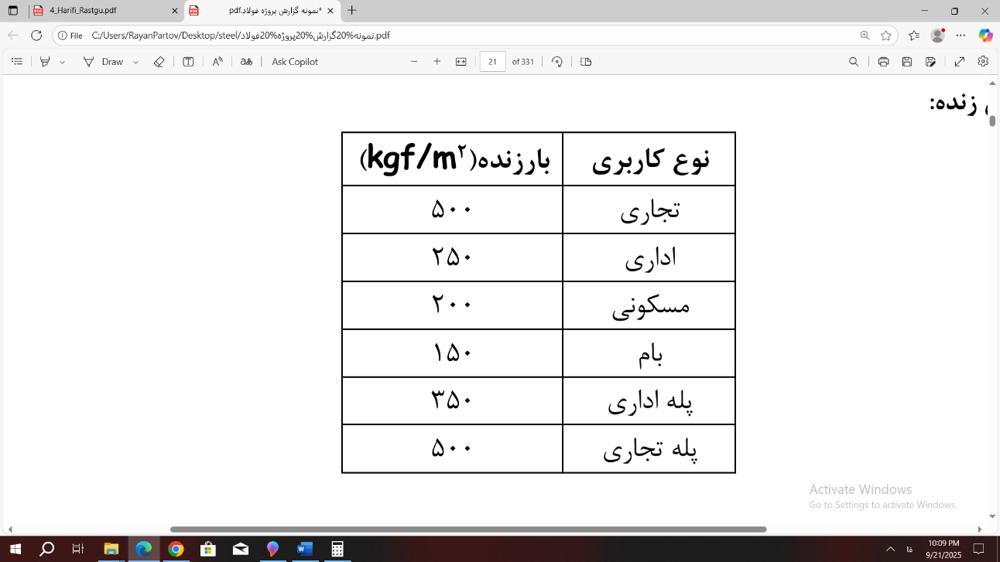 4_Harifi_Rastgu.pdf
*نمونه گزارش پروژه فولاد.pdf
File
C:/Users/RayanPartov/Desktop/steel/نمونه%20گزارش%20پروژه%20فولاد.pdf
Draw
Ask Copilot
21 of 331
زنده:
نوع کاربری بارزنده(kgf/m۲)
تجاری ۵۰۰
اداری ۲۵۰
مسکونی ۲۰۰
بام ۱۵۰
پله اداری ۳۵۰
پله تجاری ۵۰۰
Activate Windows
Go to Settings to activate Windows.
فا
10:09 PM
9/21/2025